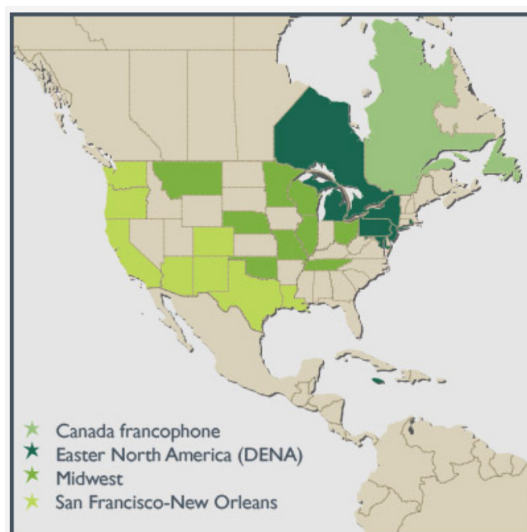 Canada francophone
Easter North America (DENA)
Midwest
San Francisco-New Orleans